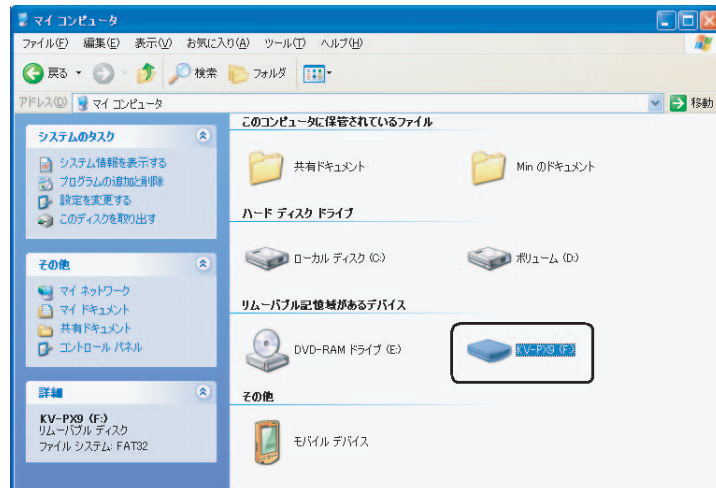 マイ コンピュータ
ファイル(F) 編集(E) 表示(V) お気に入り(A) ツール(T) ヘルプ(H)
戻る 検索 フォルダ
アドレス(D) マイ コンピュータ 移動
システムのタスク
システム情報を表示する
プログラムの追加と削除
設定を変更する
このディスクを取り出す
その他
マイ ネットワーク
マイ ドキュメント
共有ドキュメント
コントロール パネル
詳細
KV-PX9 (F:)
リムーバブル ディスク
ファイル システム: FAT32
このコンピュータに保管されているファイル
共有ドキュメント Min のドキュメント
ハード ディスク ドライブ
ローカル ディスク (C:) ボリューム (D:)
リムーバブル記憶域があるデバイス
DVD-RAM ドライブ (E:) KV-PX9 (F:)
その他
モバイル デバイス